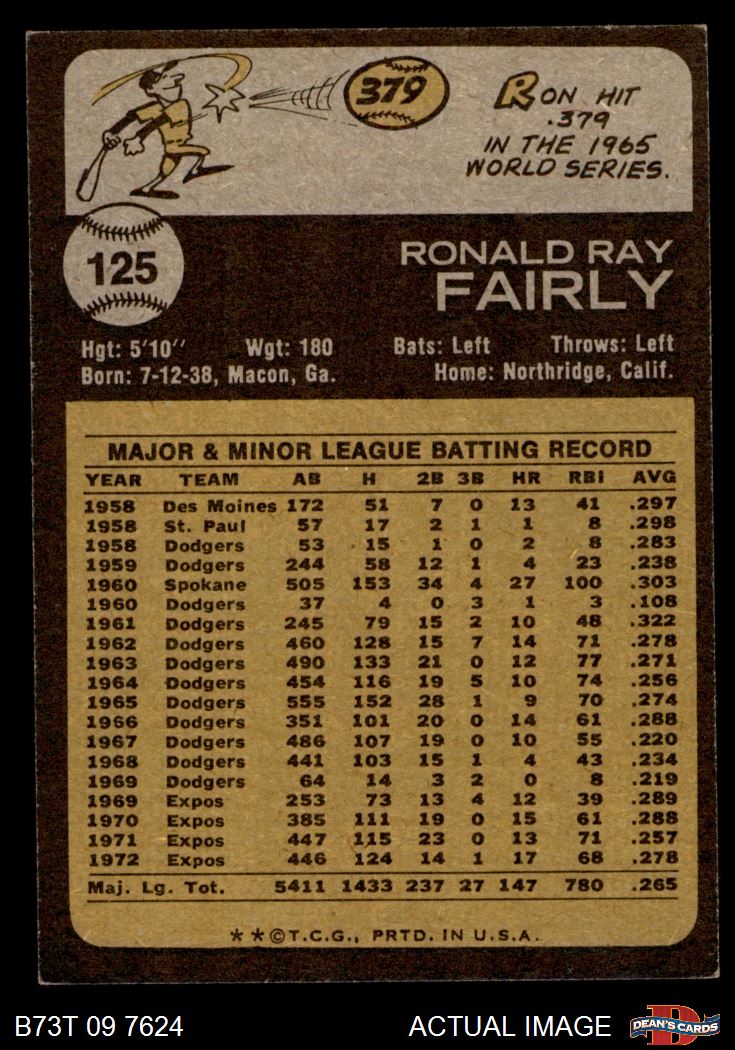 379
RON HIT
.379
IN THE 1965
WORLD SERIES.
125
RONALD RAY
FAIRLY
Hgt: 5'10" Wgt: 180 Bats: Left Throws: Left
Born: 7-12-38, Macon, Ga. Home: Northridge, Calif.
MAJOR & MINOR LEAGUE BATTING RECORD
YEAR TEAM AB H 2B 3B HR RBI AVG
1958 Des Moines 172 51 7 0 13 41 .297
1958 St. Paul 57 17 2 1 1 8 .298
1958 Dodgers 53 15 1 0 2 8 .283
1959 Dodgers 244 58 12 1 4 23 .238
1960 Spokane 505 153 34 4 27 100 .303
1960 Dodgers 37 4 0 3 1 3 .108
1961 Dodgers 245 79 15 2 10 48 .322
1962 Dodgers 460 128 15 7 14 71 .278
1963 Dodgers 490 133 21 0 12 77 .271
1964 Dodgers 454 116 19 5 10 74 .256
1965 Dodgers 555 152 28 1 9 70 .274
1966 Dodgers 351 101 20 0 14 61 .288
1967 Dodgers 486 107 19 0 10 55 .220
1968 Dodgers 441 103 15 1 4 43 .234
1969 Dodgers 64 14 3 2 0 8 .219
1969 Expos 253 73 13 4 12 39 .289
1970 Expos 385 111 19 0 15 61 .288
1971 Expos 447 115 23 0 13 71 .257
1972 Expos 446 124 14 1 17 68 .278
Maj. Lg. Tot. 5411 1433 237 27 147 780 .265
* * © T.C.G., PRTD. IN U.S.A.
B73T 09 7624 ACTUAL IMAGE DEAN'S CARDS